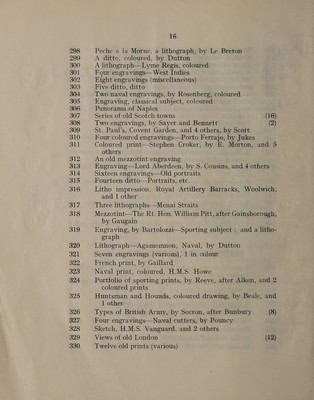 16
298 Peche a la Morue, a lithograph, by Le Breton
299 A ditto, coloured, by Dutton
300 A lithograph—Lyme Regis, coloured
301 Four engravings—West Indies
302 Eight engravings (miscellaneous)
303 Five ditto, ditto
304 Two naval engravings, by Rosenberg, coloured
305 Engraving, classical subject, coloured
306 Panorama of Naples
307 Series of old Scotch towns (16)
308 Two engravings, by Sayer and Bennett (2)
309 St. Paul's, Covent Garden, and 4 others, by Scott
310 Four coloured engravings—Porto Ferrajo, by Jukes
311 Coloured print—Stephen Croker, by E. Morton, and 5
others
312 An old mezzotint engraving
313 Engraving—Lord Aberdeen, by S. Cousins, and 4 others
314 Sixteen engravings—Old portraits
315 Fourteen ditto—Portraits, etc.
316 Litho impression, Royal Artillery Barracks, Woolwich,
and 1 other
317 Three lithographs—Menai Straits
318 Mezzotint—The Rt. Hon. William Pitt, after Gainsborough,
by Gaugain
319 Engraving, by Bartolozzi—Sporting subject ; and a litho-
graph
320 Lithograph—Agamemnon, Naval, by Dutton
321 Seven engravings (various), 1 in colour
322 French print, by Gaillard
323 Naval print, coloured, H.M.S. Howe
324 Portfolio of sporting prints, by Reeve, after Alken, and 2
coloured prints
325 Huntsman and Hounds, coloured drawing, by Beale, and
1 other
326 Types of British Army, by Socron, after Bunbury (8)
327 Four engravings—Naval cutters, by Pouncy
328 Sketch, H.M.S. Vanguard, and 2 others
329 Views of old London (12)
330 Twelve old prints (various)